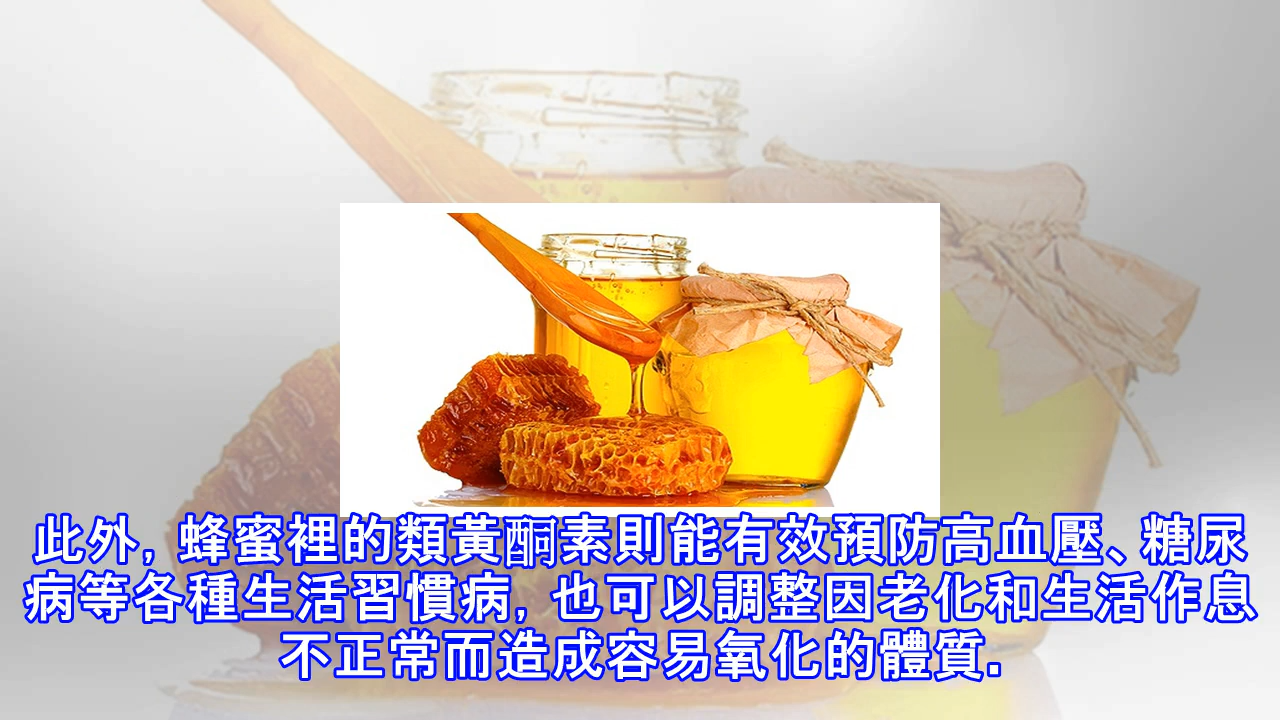 此外, 蜂蜜裡的類黃酮素則能有效預防高血壓、糖尿
病等各種生活習慣病, 也可以調整因老化和生活作息
不正常而造成容易氧化的體質.